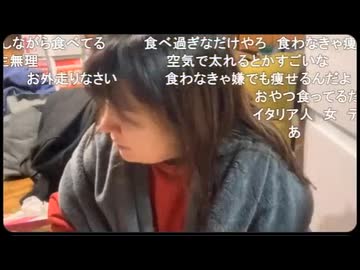 しながら食べてる
食べ過ぎなだけやろ
食わなきゃ痩
三無理
空気で太れるとかすごいな
お外走りなさい
食わなきゃ嫌でも痩せるんだよ
おやつ食ってるだ
イタリア人　女　デ
あ